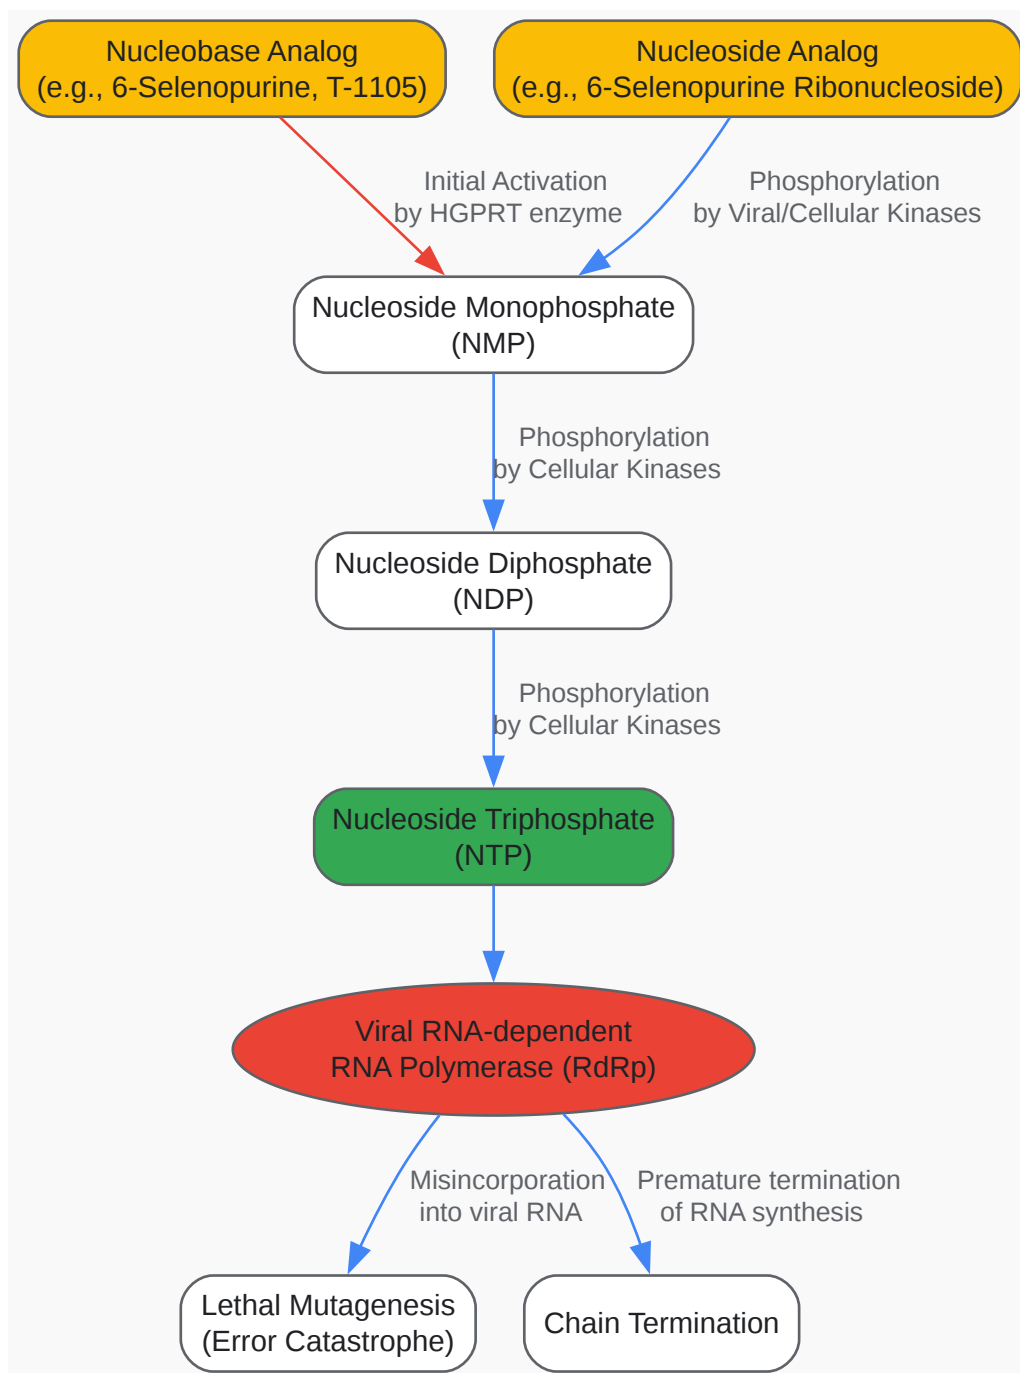 Nucleobase Analog
(e.g., 6-Selenopurine, T-1105)
Nucleoside Analog
(e.g., 6-Selenopurine Ribonucleoside)
Initial Activation
by HGPRT enzyme
Phosphorylation
by Viral/Cellular Kinases
Nucleoside Monophosphate
(NMP)
Phosphorylation
by Cellular Kinases
Nucleoside Diphosphate
(NDP)
Phosphorylation
by Cellular Kinases
Nucleoside Triphosphate
(NTP)
Viral RNA-dependent
RNA Polymerase (RdRp)
Misincorporation
into viral RNA
Premature termination
of RNA synthesis
Lethal Mutagenesis
(Error Catastrophe)
Chain Termination